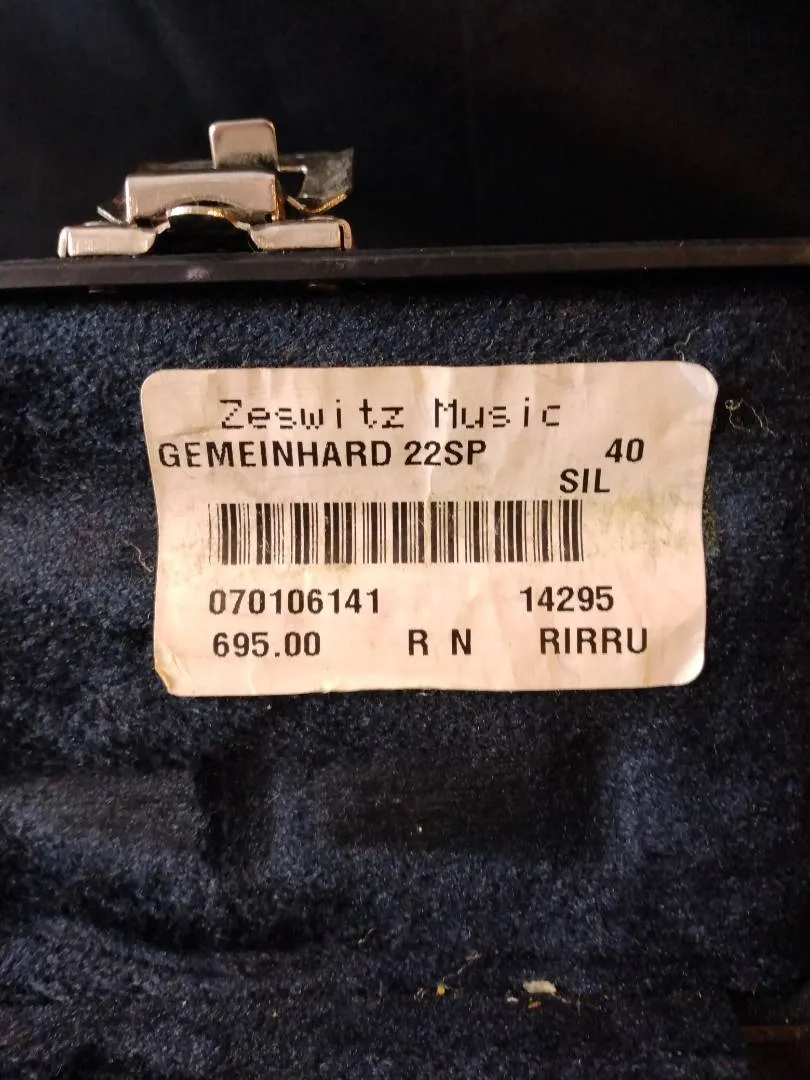 Zeswitz Music
GEMEINHARD 22SP 40
SIL
070106141 14295
695.00 R N RIRRU